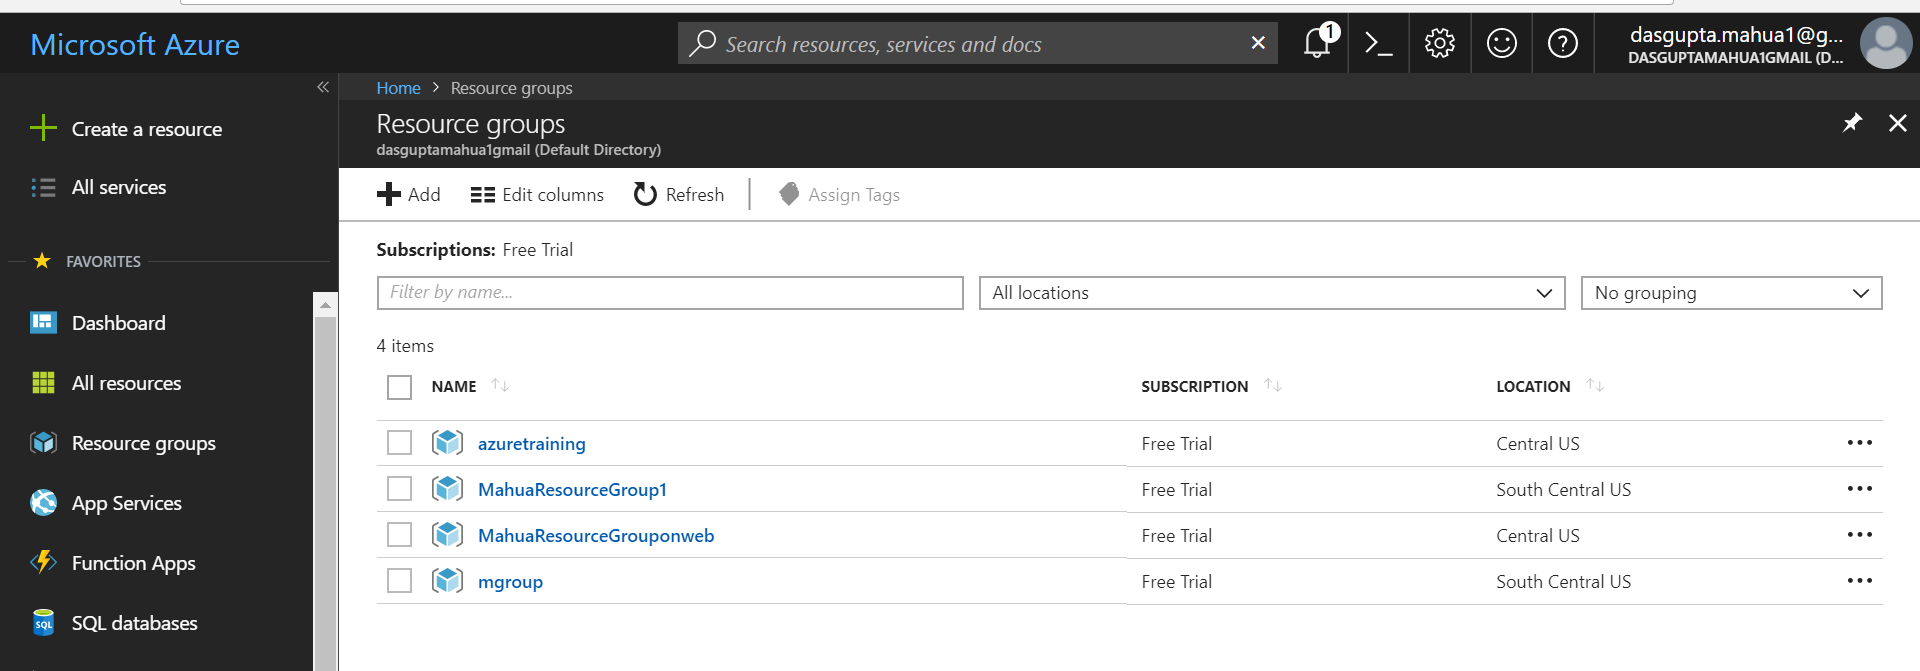 Microsoft Azure
Search resources, services and docs
1
dasgupta.mahua1@g...
DASGUPTAMAHUA1GMAIL (D...
Create a resource
All services
FAVORITES
Dashboard
All resources
Resource groups
App Services
Function Apps
SQL
SQL databases
Home > Resource groups
Resource groups
dasguptamahua1gmail (Default Directory)
Add Edit columns Refresh Assign Tags
Subscriptions: Free Trial
Filter by name... All locations No grouping
4 items
NAME SUBSCRIPTION LOCATION
azuretraining Free Trial Central US
MahuaResourceGroup1 Free Trial South Central US
MahuaResourceGrouponweb Free Trial Central US
mgroup Free Trial South Central US